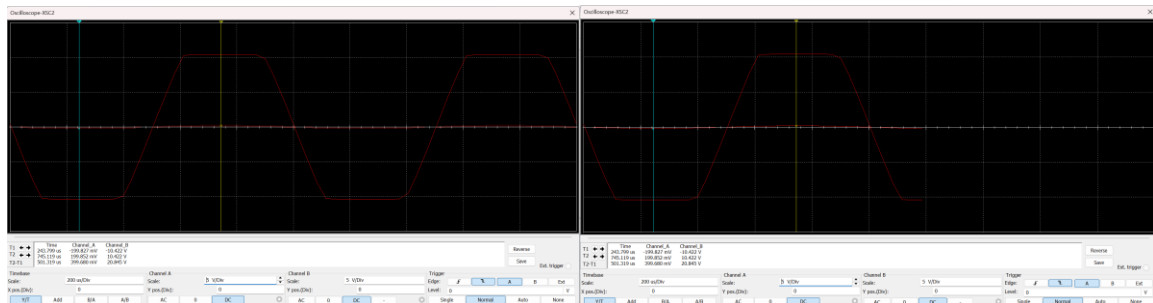 Oscilloscope-XSC2
Time Channel_A Channel_B
T1 243.799 us -199.827 mV -10.422 V
T2 745.119 us 199.852 mV 10.422 V
T2-T1 501.319 us 399.680 mV 20.845 V
Reverse
Save
Ext. trigger
Timebase Channel A Channel B Trigger
Scale: 200 us/Div Scale: 5 V/Div Scale: 5 V/Div Edge: A B Ext
X pos.(Div): 0 Y pos.(Div): 0 Y pos.(Div): 0 Level: 0 V
Y/T Add B/A A/B AC 0 DC AC 0 DC - Single Normal Auto None
Oscilloscope-XSC2
Time Channel_A Channel_B
T1 243.799 us -199.827 mV -10.422 V
T2 745.119 us 199.852 mV 10.422 V
T2-T1 501.319 us 399.680 mV 20.845 V
Reverse
Save
Ext. trigger
Timebase Channel A Channel B Trigger
Scale: 200 us/Div Scale: 5 V/Div Scale: 5 V/Div Edge: A B Ext
X pos.(Div): 0 Y pos.(Div): 0 Y pos.(Div): 0 Level: 0 V
Y/T Add B/A A/B AC 0 DC AC 0 DC - Single Normal Auto None